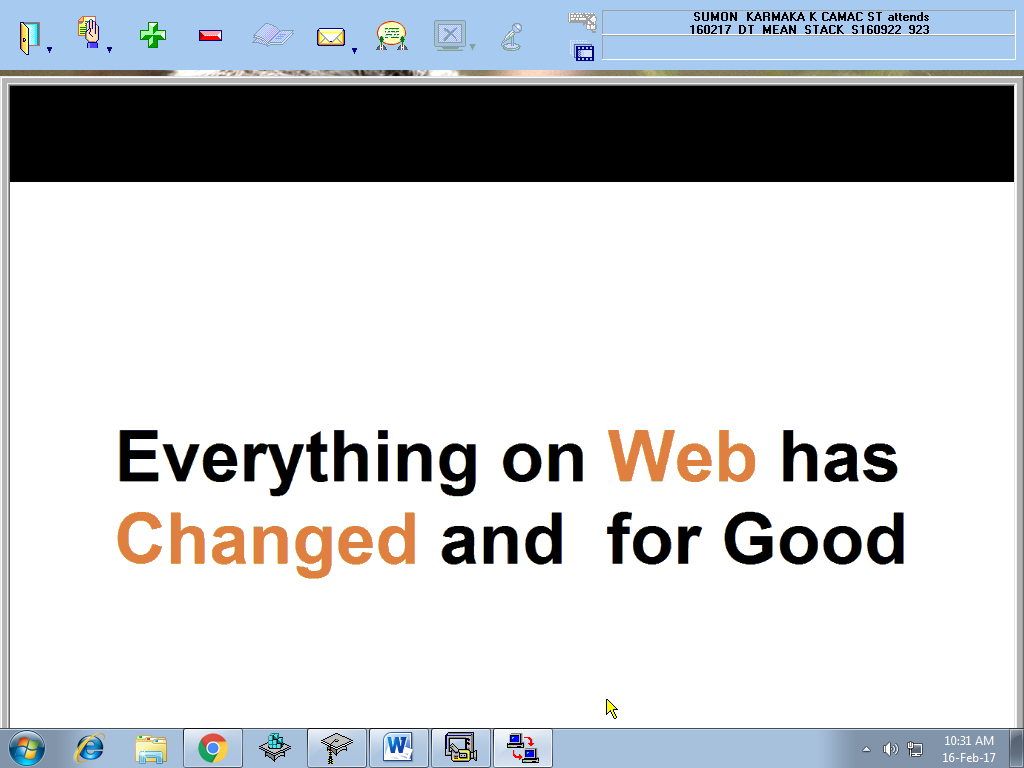 SUMON KARMAKA K CAMAC ST attends
160217 DT MEAN STACK S160922 923
Everything on Web has
Changed and for Good
10:31 AM
16-Feb-17